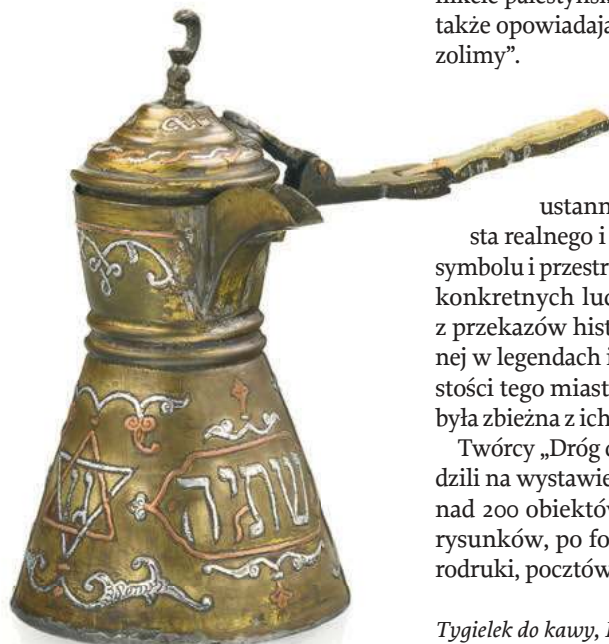 także opowiadają
zolimy”.
ustann
sta realnego i
symbolu i przestr
konkretnych
z przekazów hist
nej w legendach i
stości tego miast
była zbieżna z ich
Twórcy „Dróg
dzili na wystawie
nad 200 obiektów
rysunków, po fo
rodruki, pocztów
Tygielek do kawy,
שתיה